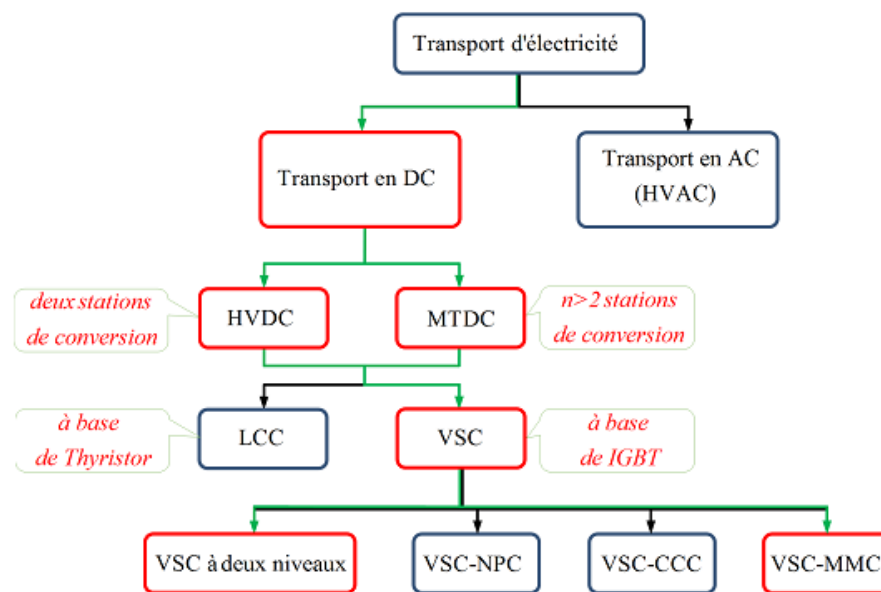 Transport d'électricité
Transport en DC
Transport en AC
(HVAC)
deux stations
de conversion
HVDC
MTDC
n>2 stations
de conversion
à base
de Thyristor
LCC
VSC
à base
de IGBT
VSC à deux niveaux
VSC-NPC
VSC-CCC
VSC-MMC